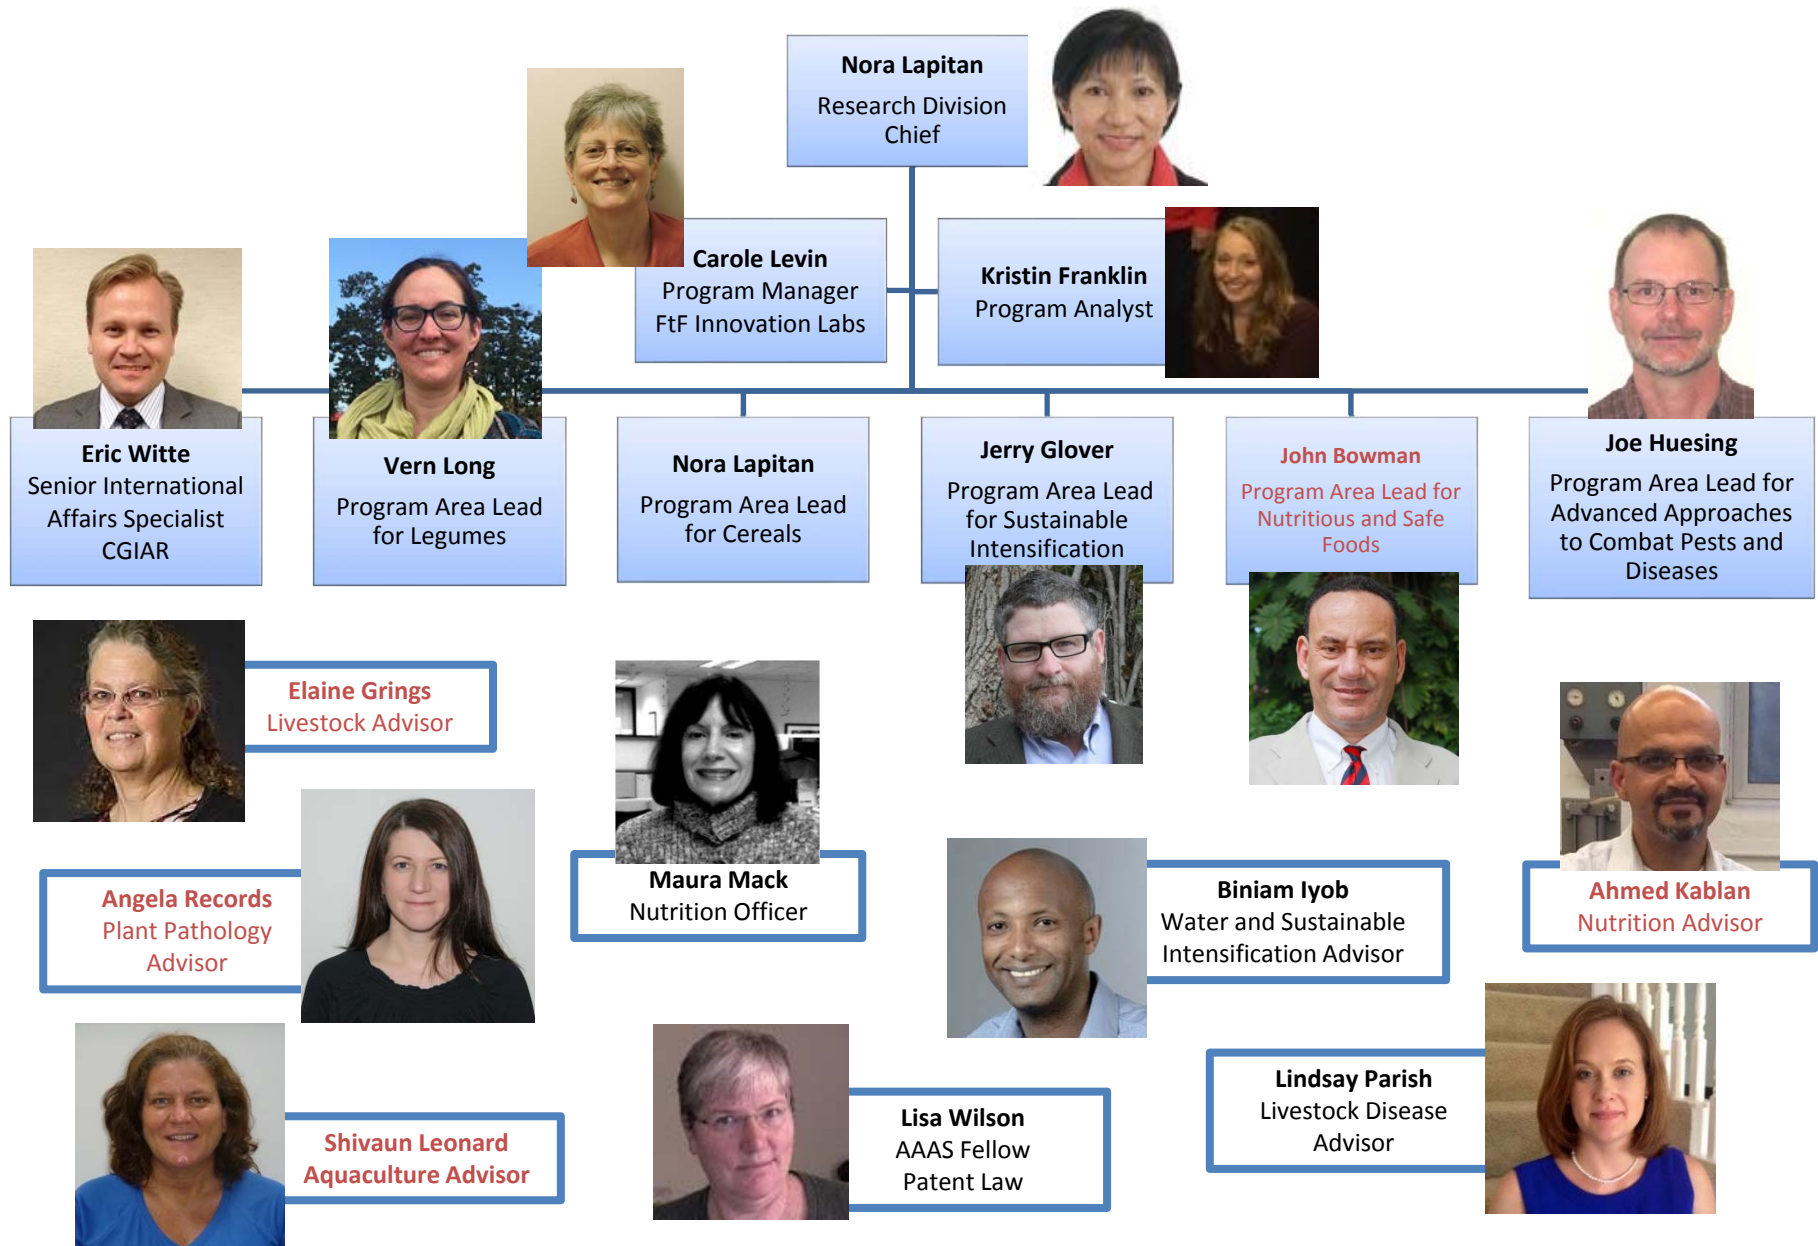 Nora Lapitan
Research Division
Chief
Carole Levin
Program Manager
FtF Innovation Labs
Kristin Franklin
Program Analyst
Eric Witte
Senior International
Affairs Specialist
CGIAR
Vern Long
Program Area Lead
for Legumes
Nora Lapitan
Program Area Lead
for Cereals
Jerry Glover
Program Area Lead
for Sustainable
Intensification
John Bowman
Program Area Lead for
Nutritious and Safe
Foods
Joe Huesing
Program Area Lead for
Advanced Approaches
to Combat Pests and
Diseases
Elaine Grings
Livestock Advisor
Angela Records
Plant Pathology
Advisor
Maura Mack
Nutrition Officer
Biniam Iyob
Water and Sustainable
Intensification Advisor
Ahmed Kablan
Nutrition Advisor
Shivaun Leonard
Aquaculture Advisor
Lisa Wilson
AAAS Fellow
Patent Law
Lindsay Parish
Livestock Disease
Advisor